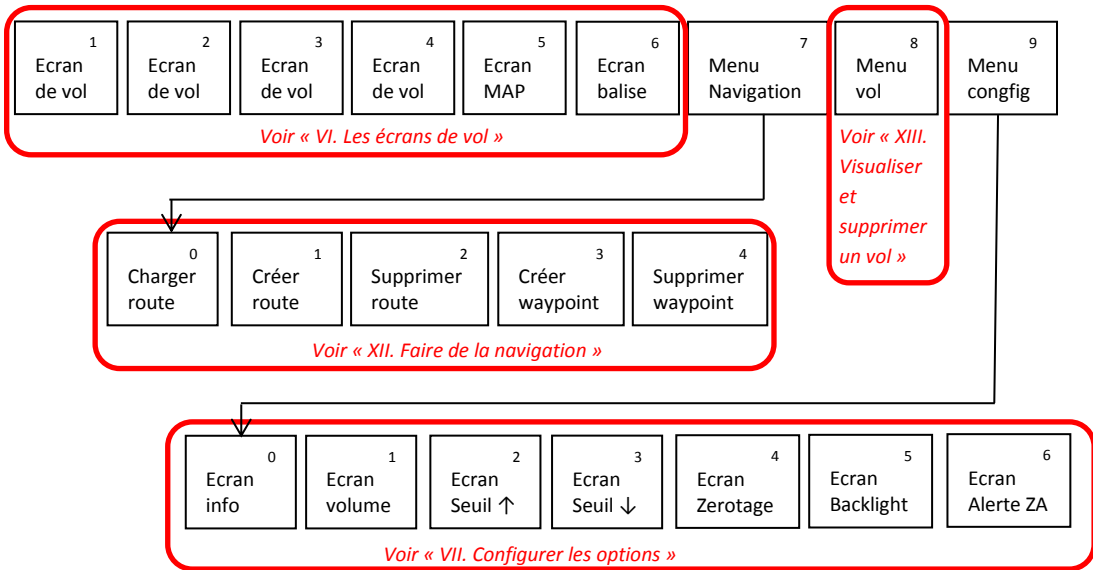 1
Ecran
de vol
2
Ecran
de vol
3
Ecran
de vol
4
Ecran
de vol
5
Ecran
MAP
6
Ecran
balise
7
Menu
Navigation
8
Menu
vol
9
Menu
congfig
Voir « VI. Les écrans de vol »
Voir « XIII.
Visualiser
et
supprimer
un vol »
0
Charger
route
1
Créer
route
2
Supprimer
route
3
Créer
waypoint
4
Supprimer
waypoint
Voir « XII. Faire de la navigation »
0
Ecran
info
1
Ecran
volume
2
Ecran
Seuil ↑
3
Ecran
Seuil ↓
4
Ecran
Zerotage
5
Ecran
Backlight
6
Ecran
Alerte ZA
Voir « VII. Configurer les options »